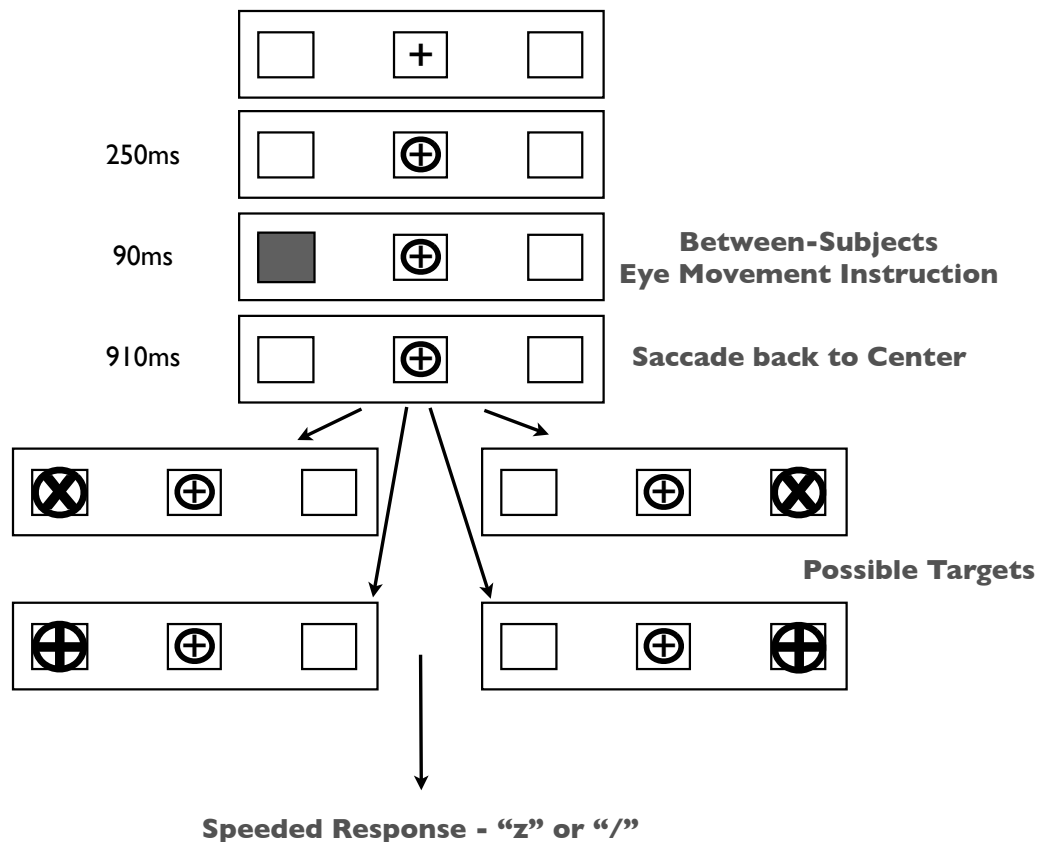 250ms
90ms
Between-Subjects
Eye Movement Instruction
910ms
Saccade back to Center
Possible Targets
Speeded Response - “z” or “/”